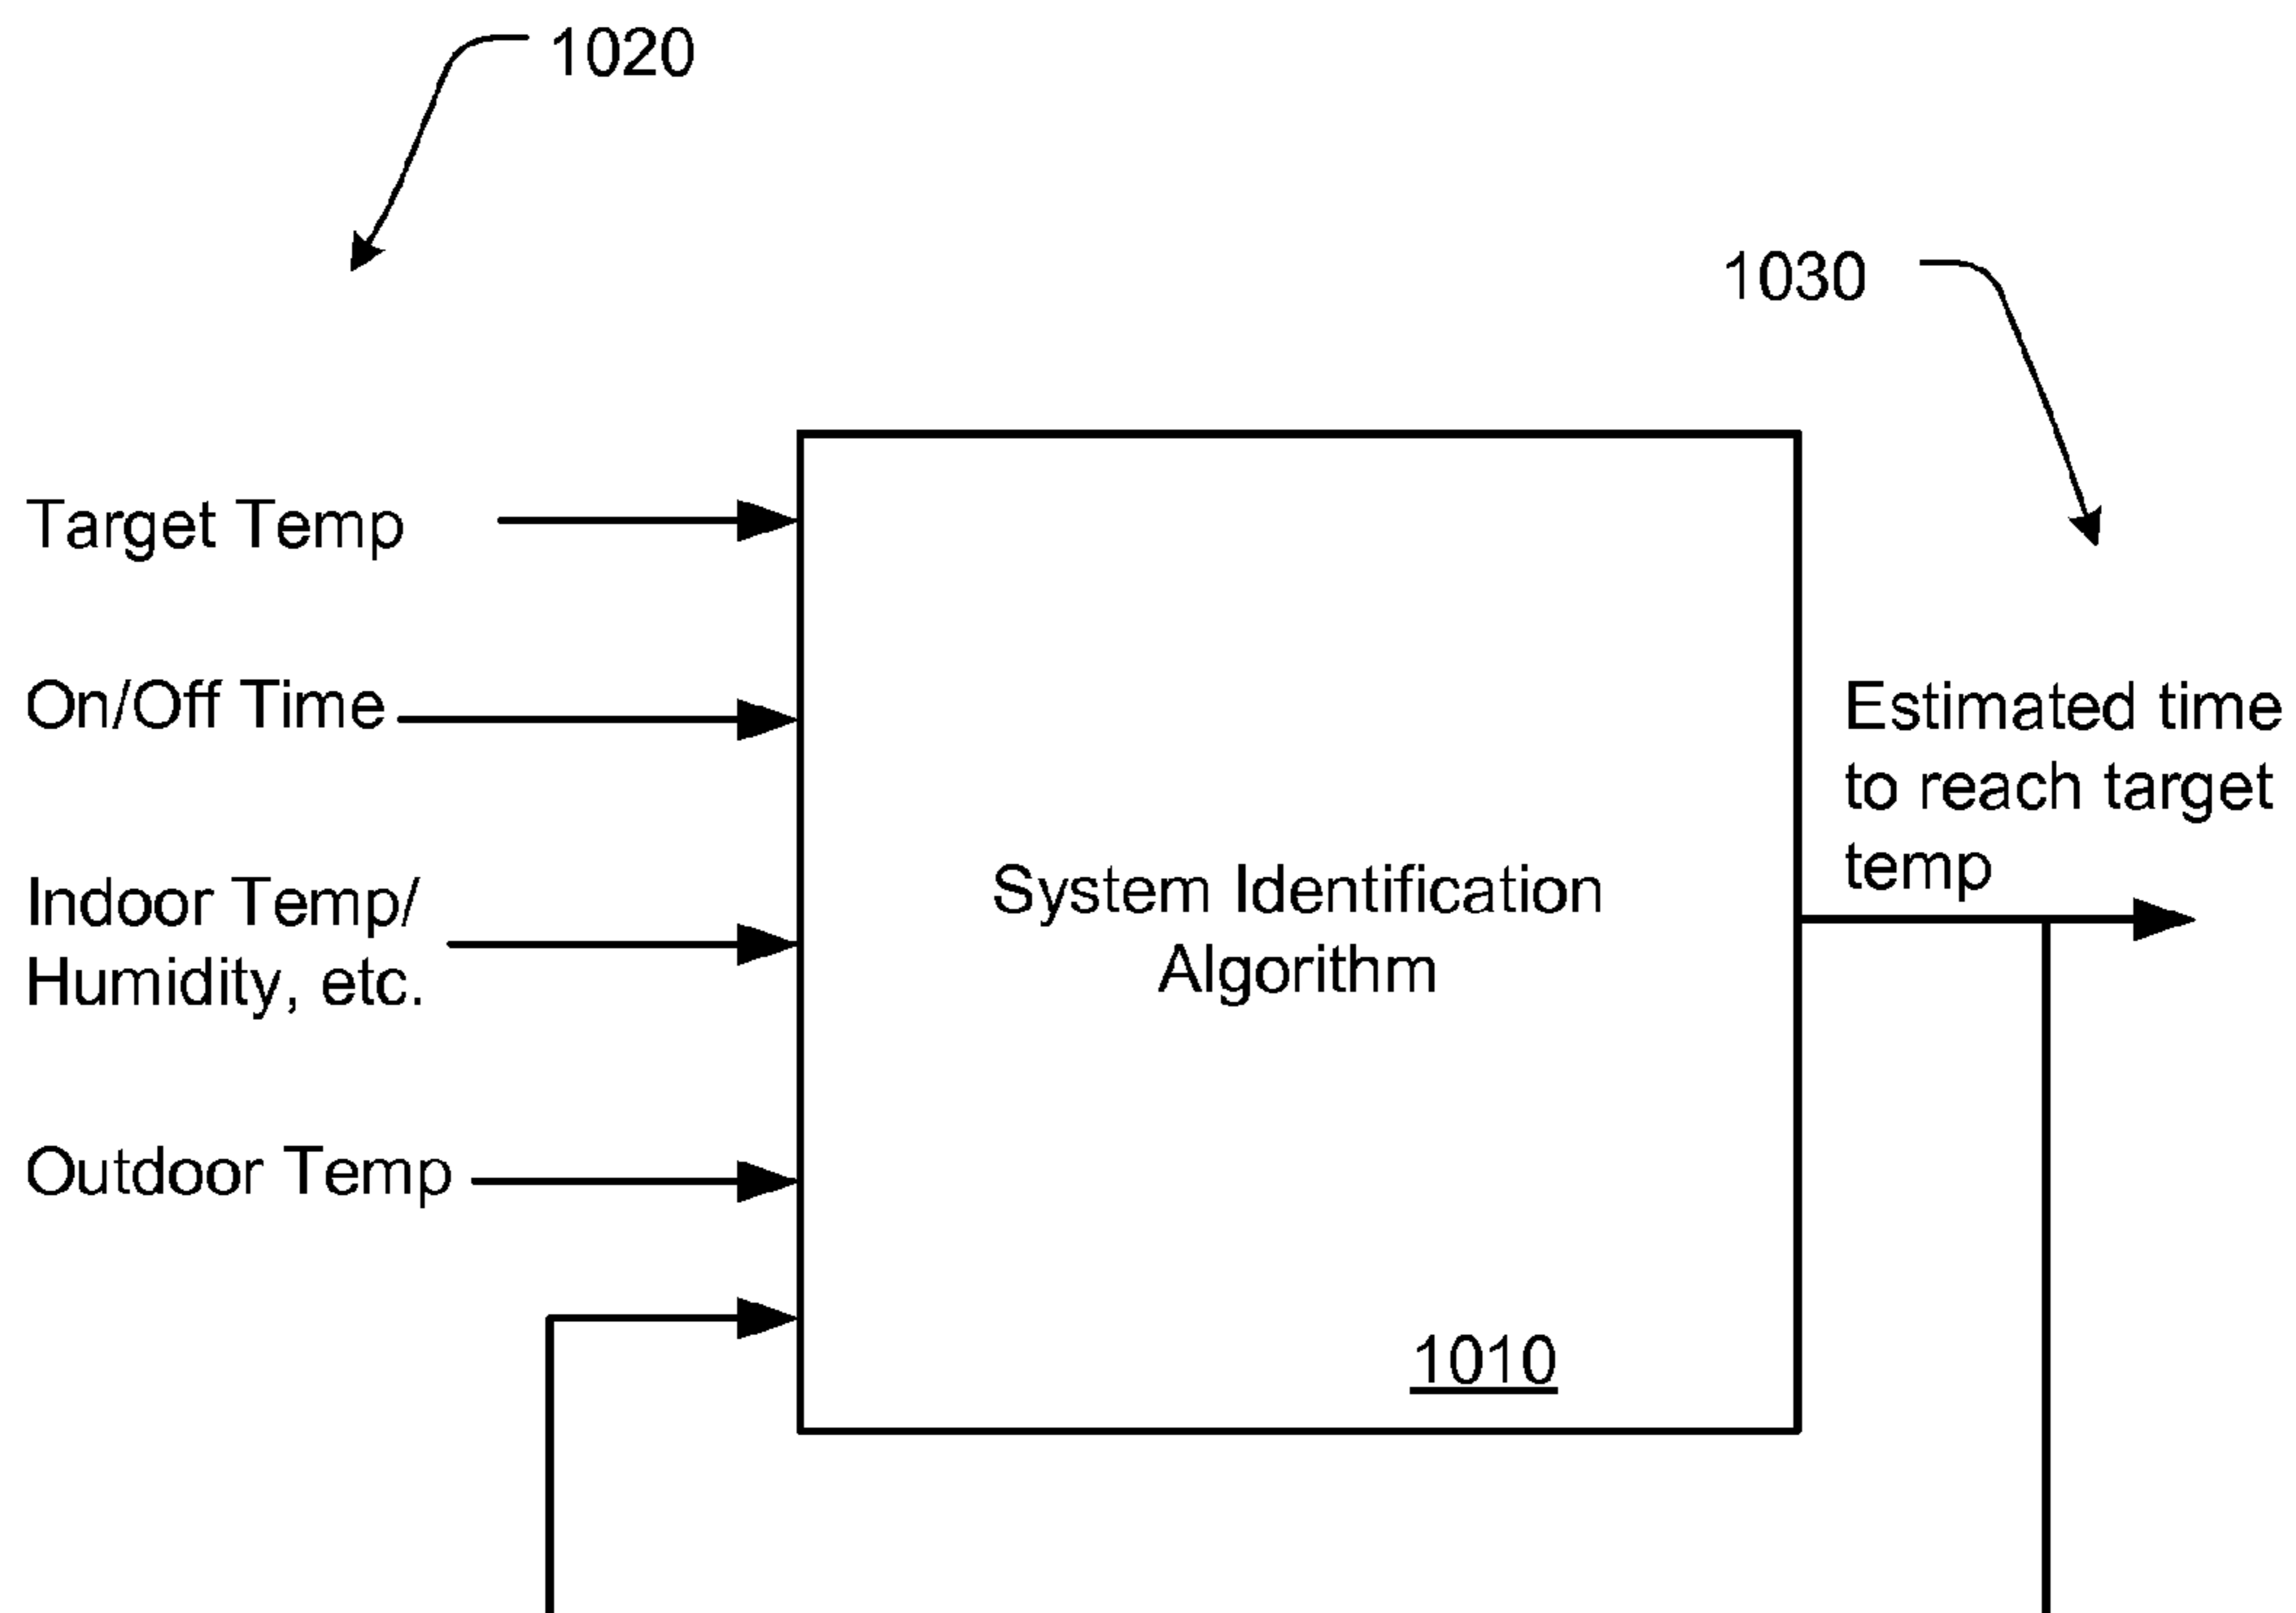 1020
1030
Target Temp
On/Off Time
Estimated time
to reach target
temp
Indoor Temp/
Humidity, etc.
System Identification
Algorithm
Outdoor Temp
1010